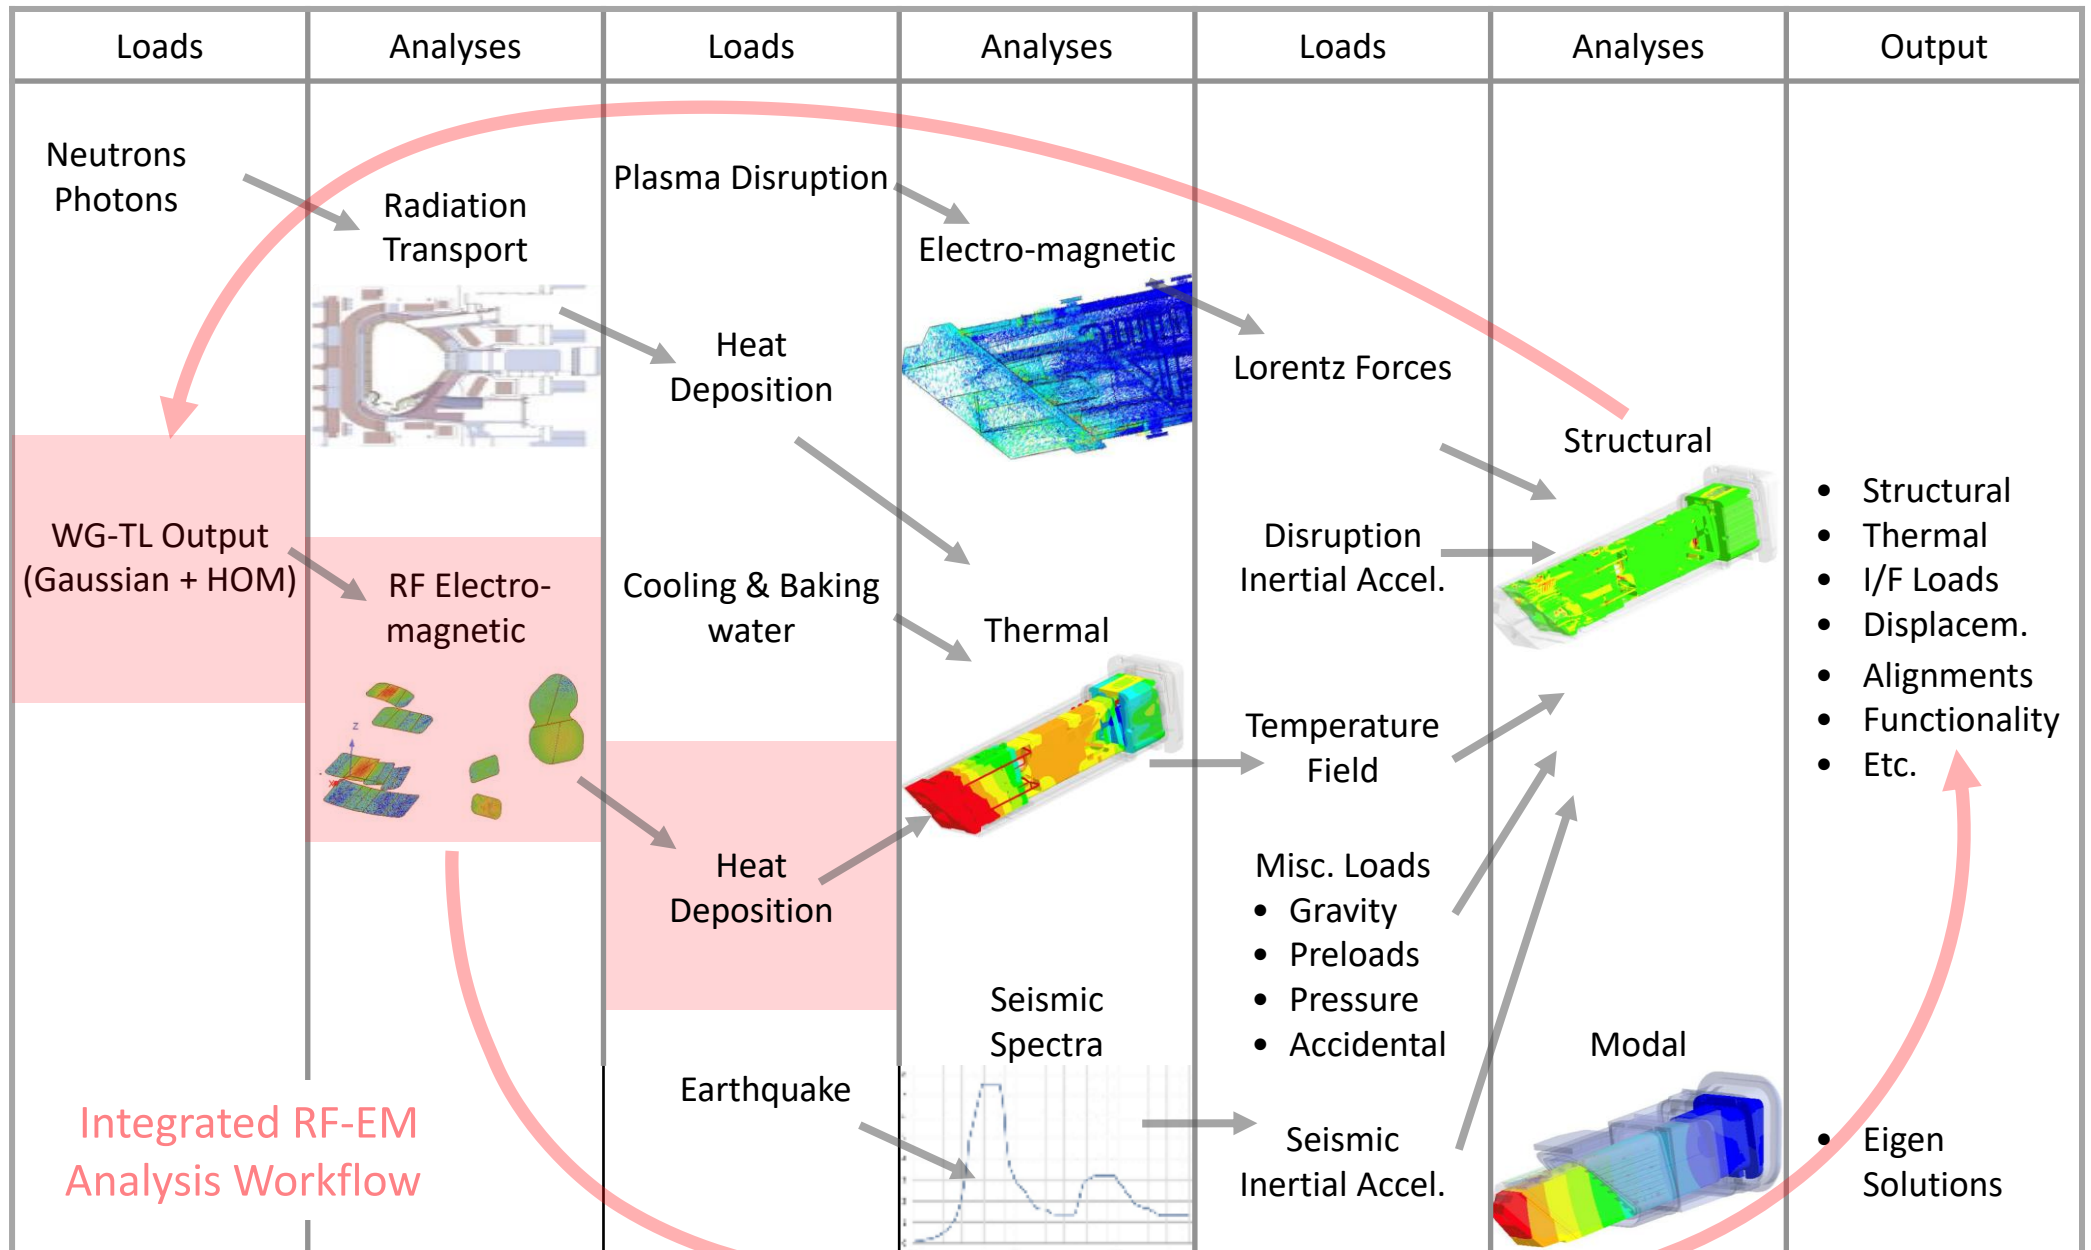 Loads
Analyses
Loads
Analyses
Loads
Analyses
Output
Neutrons
Photons
WG-TL Output
(Gaussian + HOM)
Integrated RF-EM
Analysis Workflow
Radiation
Transport
RF Electro-
magnetic
Z
Plasma Disruption
Heat
Deposition
Cooling & Baking
water
Heat
Deposition
Earthquake
Electro-magnetic
Thermal
Seismic
Spectra
Lorentz Forces
Disruption
Inertial Accel.
Temperature
Field
Misc. Loads
• Gravity
• Preloads
• Pressure
• Accidental
Seismic
Inertial Accel.
Structural
Modal
• Structural
• Thermal
• I/F Loads
• Displacem.
• Alignments
• Functionality
• Etc.
• Eigen
Solutions